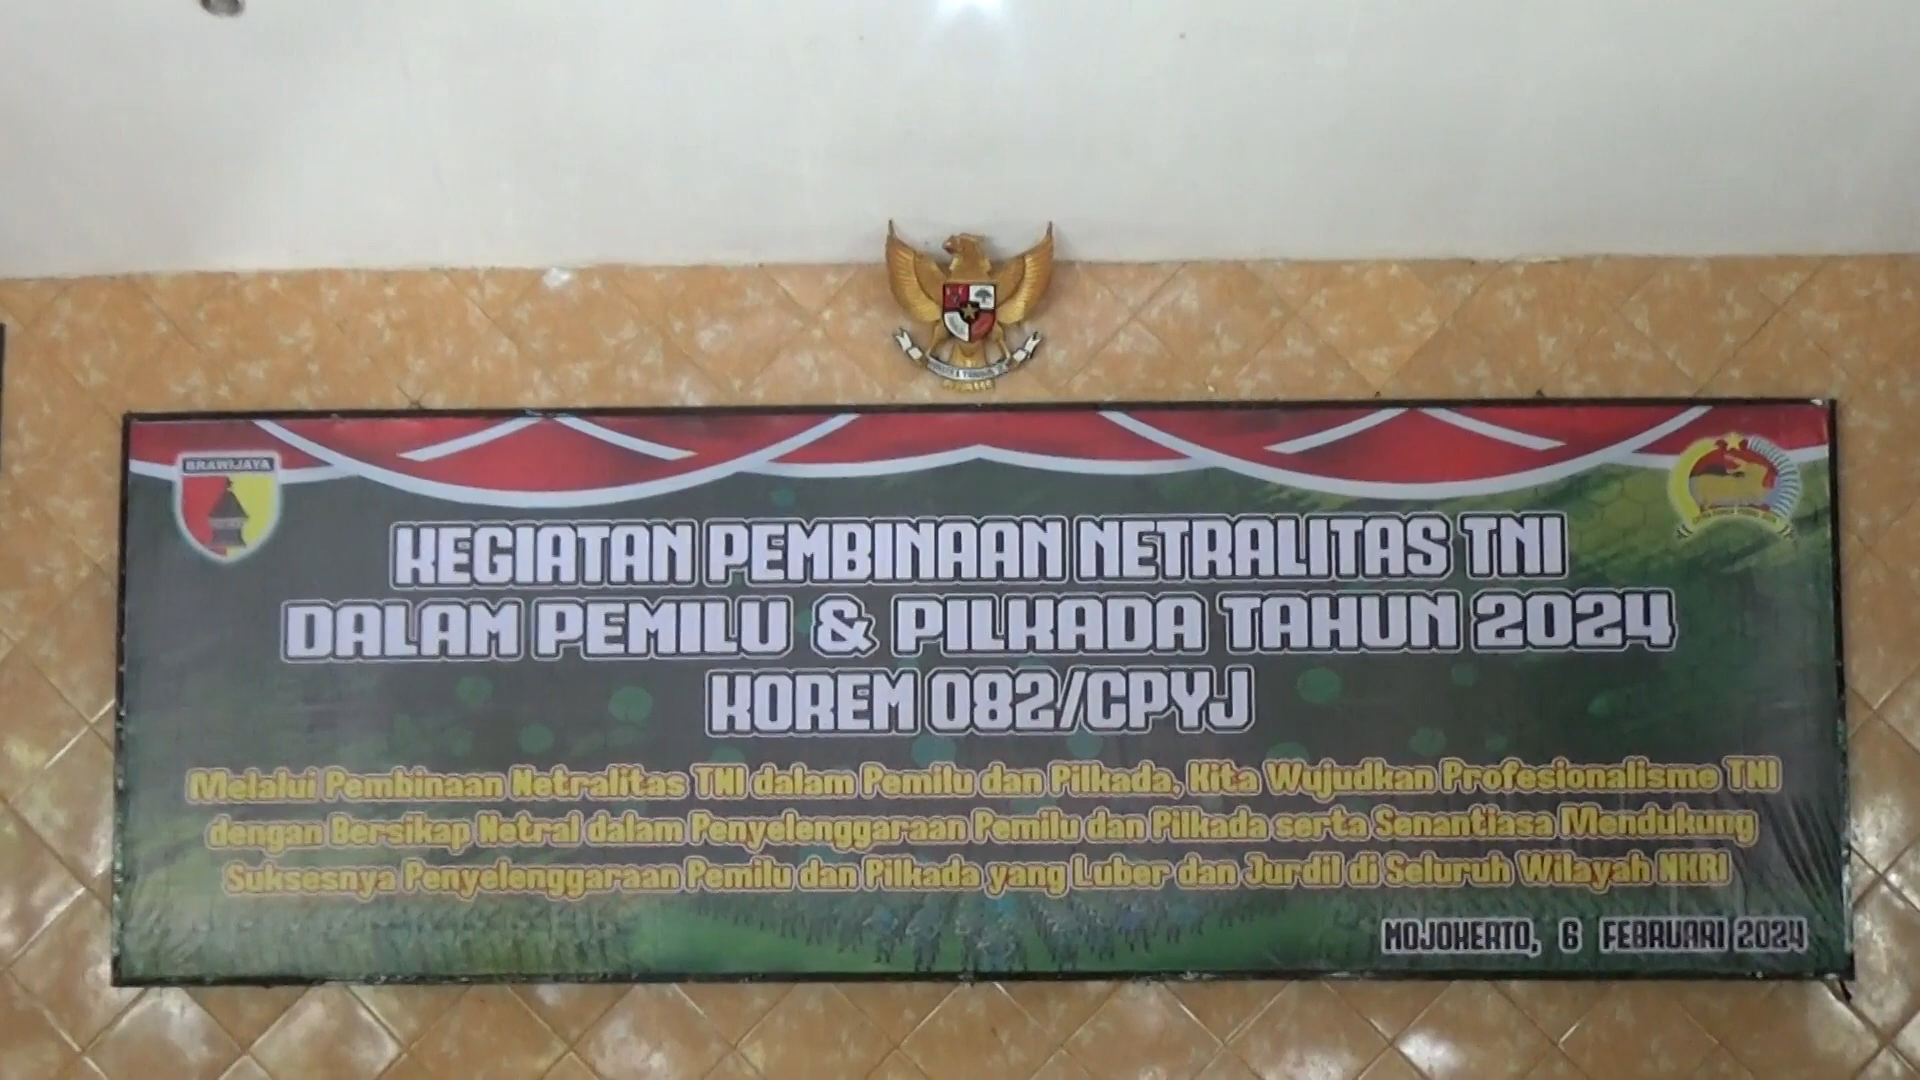 BRAWIJAYA
KEGIATAN PEMBINAAN NETRALITAS TNI
DALAM PEMILU & PILKADA TAHUN 2024
KOREM 082/CPYJ
Melalui Pembinaan Netralitas TNI dalam Pemilu dan Pilkada, Kita Wujudkan Profesionalisme TNI
dengan Bersikap Netral dalam Penyelenggaraan Pemilu dan Pilkada serta Senantiasa Mendukung
Suksesnya Penyelenggaraan Pemilu dan Pilkada yang Luber dan Jurdil di Seluruh Wilayah NKRI
MOJOKERTO, 6 FEBRUARI 2024